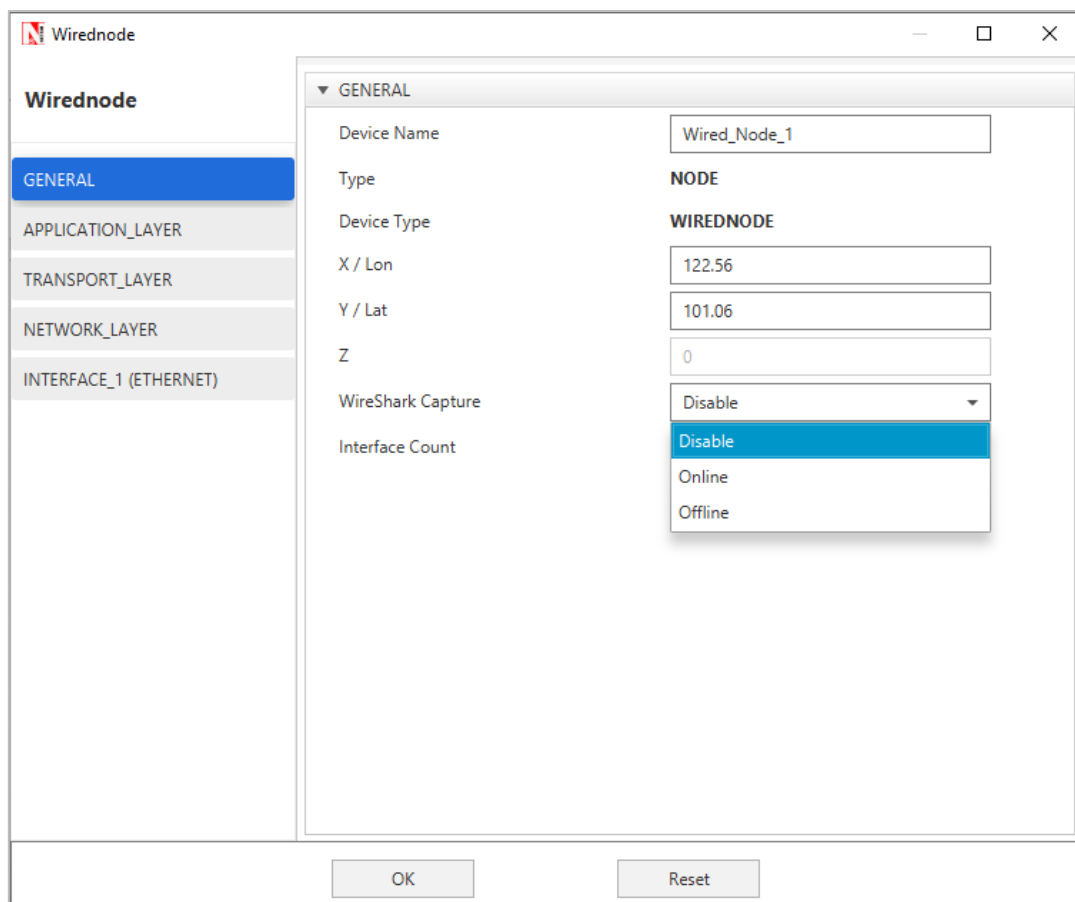 Wirednode
Wirednode
GENERAL
APPLICATION_LAYER
TRANSPORT_LAYER
NETWORK_LAYER
INTERFACE_1 (ETHERNET)
GENERAL
Device Name Wired_Node_1
Type NODE
Device Type WIREDNODE
X / Lon 122.56
Y / Lat 101.06
Z 0
WireShark Capture Disable
Interface Count
Disable
Online
Offline
OK Reset